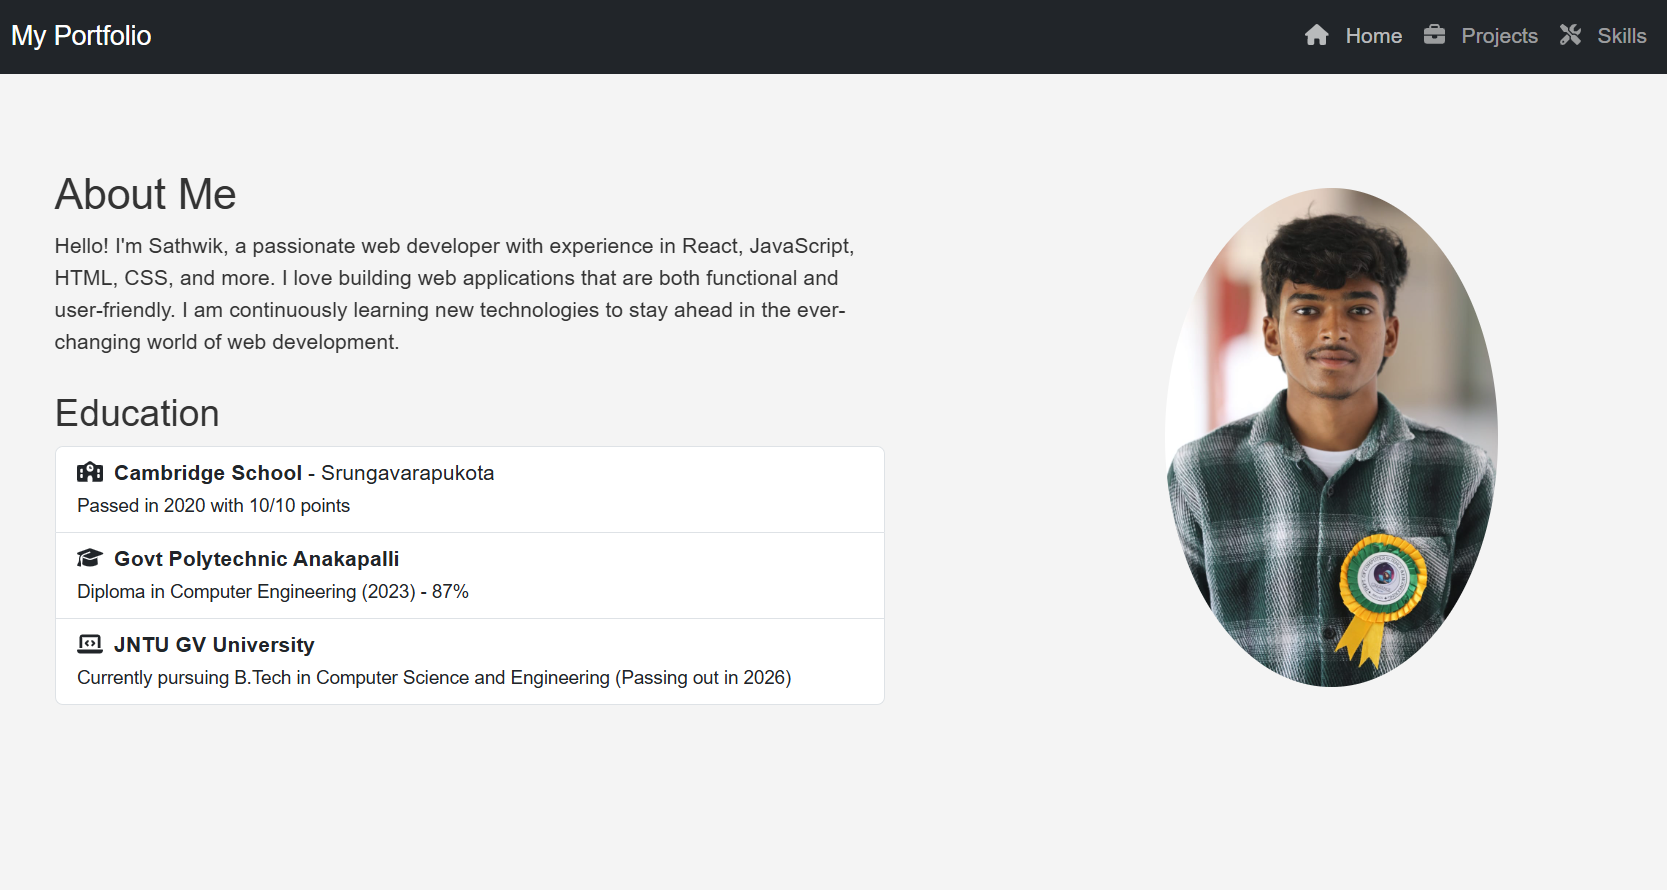 My Portfolio
Home
Projects
Skills
About Me
Hello! I'm Sathwik, a passionate web developer with experience in React, JavaScript,
HTML, CSS, and more. I love building web applications that are both functional and
user-friendly. I am continuously learning new technologies to stay ahead in the ever-
changing world of web development.
Education
Cambridge School - Srungavarapukota
Passed in 2020 with 10/10 points
Govt Polytechnic Anakapalli
Diploma in Computer Engineering (2023) - 87%
JNTU GV University
Currently pursuing B.Tech in Computer Science and Engineering (Passing out in 2026)